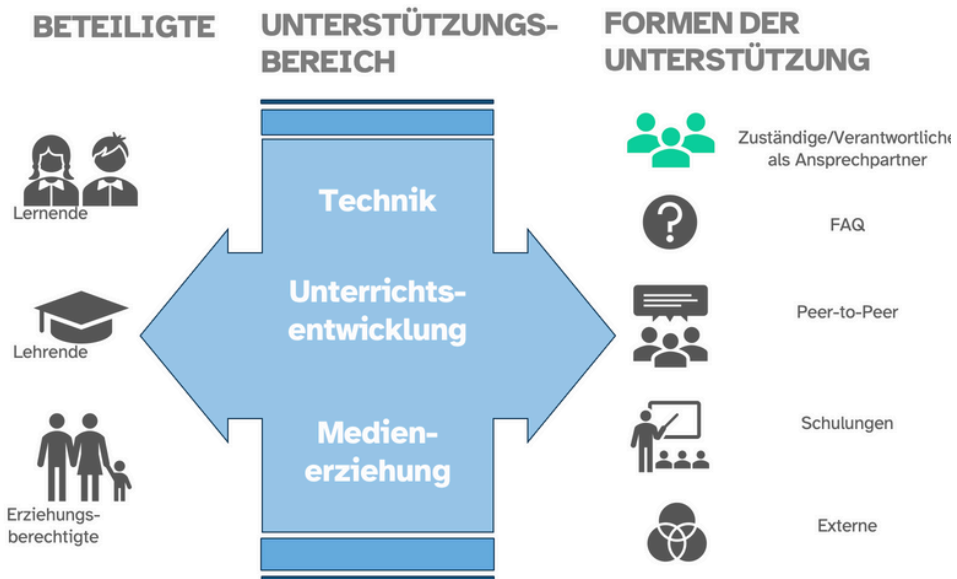 BETEILIGTE
UNTERSTÜTZUNGS-
BEREICH
FORMEN DER
UNTERSTÜTZUNG
Lernende
Lehrende
Erziehungs-
berechtigte
Technik
Unterrichts-
entwicklung
Medien-
erziehung
Zuständige/Verantwortliche
als Ansprechpartner
FAQ
?
Peer-to-Peer
Schulungen
Externe